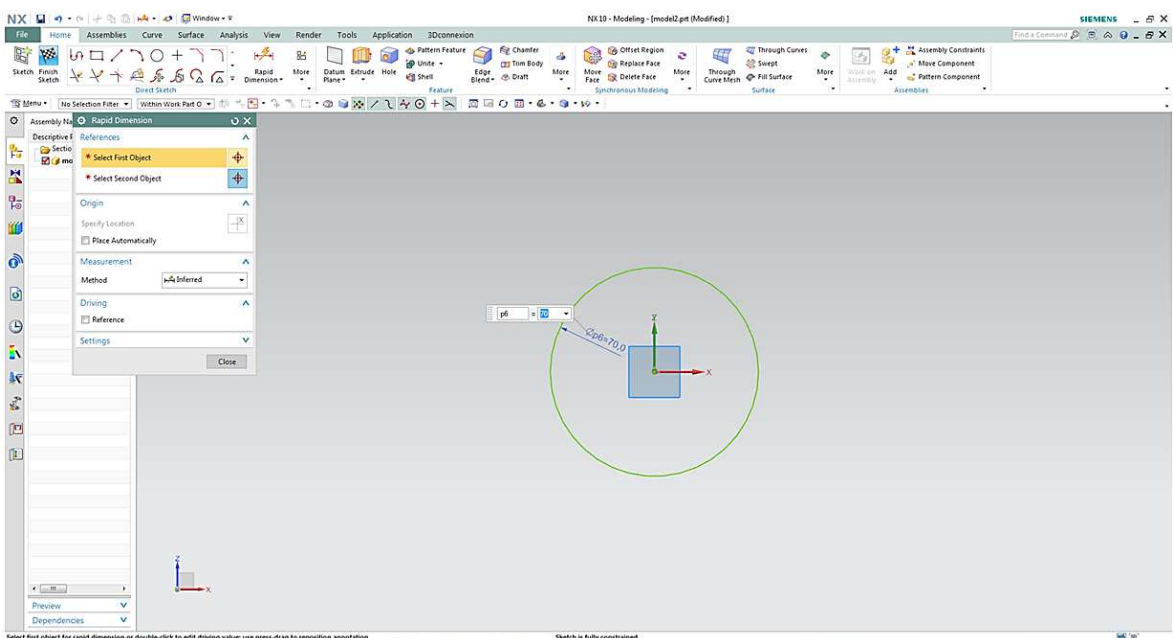 NX Window NX 10 - Modeling - [model2.prt (Modified) ] SIEMENS
File Home Assemblies Curve Surface Analysis View Render Tools Application 3Dconnexion Find a Command
Sketch Finish Sketch Rapid Dimension More Datum Plane Extrude Hole Pattern Feature Unite Shell Edge Blend Chamfer Trim Body Draft More Move Face Offset Region Replace Face Delete Face More Through Curve Mesh Through Curves Swept Fill Surface More Work on Assembly Add Assembly Constraints Move Component Pattern Component
Direct Sketch Feature Synchronous Modeling Surface Assemblies
Menu No Selection Filter Within Work Part O
Assembly Na Rapid Dimension
Descriptive P References
Sectio
* Select First Object
mo
* Select Second Object
Origin
Specify Location
Place Automatically
Measurement
Method Inferred
Driving
Reference
Settings
Close
p6 = 70
Øp6=70,0
Y
X
Z
X
Preview
Dependencies
Select first object for rapid dimension or double-click to edit driving value; use press-drag to reposition annotation Sketch is fully constrained